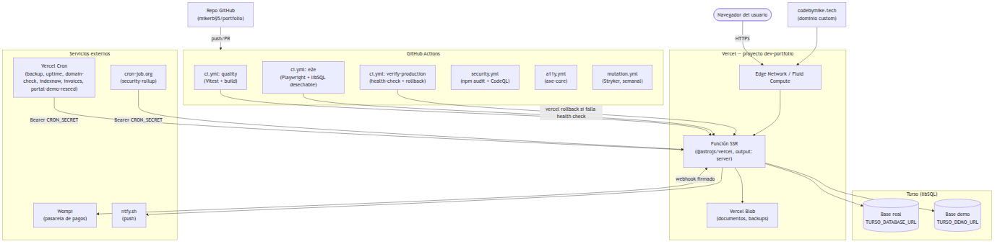 Repo GitHub
(mikerb95/portfolio)
Navegador del usuario
codebymike.tech
(dominio custom)
push/PR
HTTPS
Servicios externos
GitHub Actions
Vercel — proyecto dev-portfolio
Vercel Cron
(backup, uptime, domain-
check, indexnow, invoices,
portal-demo-reseed)
cron-job.org
(security-rollup)
ci.yml: quality
(Vitest + build)
ci.yml: e2e
(Playwright + libSQL
desechable)
ci.yml: verify-production
(health-check + rollback)
security.yml
(npm audit + CodeQL)
a11y.yml
(axe-core)
mutation.yml
(Stryker, semanal)
Edge Network / Fluid
Compute
Bearer CRON_SECRET
Bearer CRON_SECRET
vercel rollback si falla
health check
Función SSR
(@astrojs/vercel, output:
server)
webhook firmado
Turso (libSQL)
Wompi
(pasarela de pagos)
ntfy.sh
(push)
Vercel Blob
(documentos, backups)
Base real
TURSO_DATABASE_URL
Base demo
TURSO_DEMO_URL